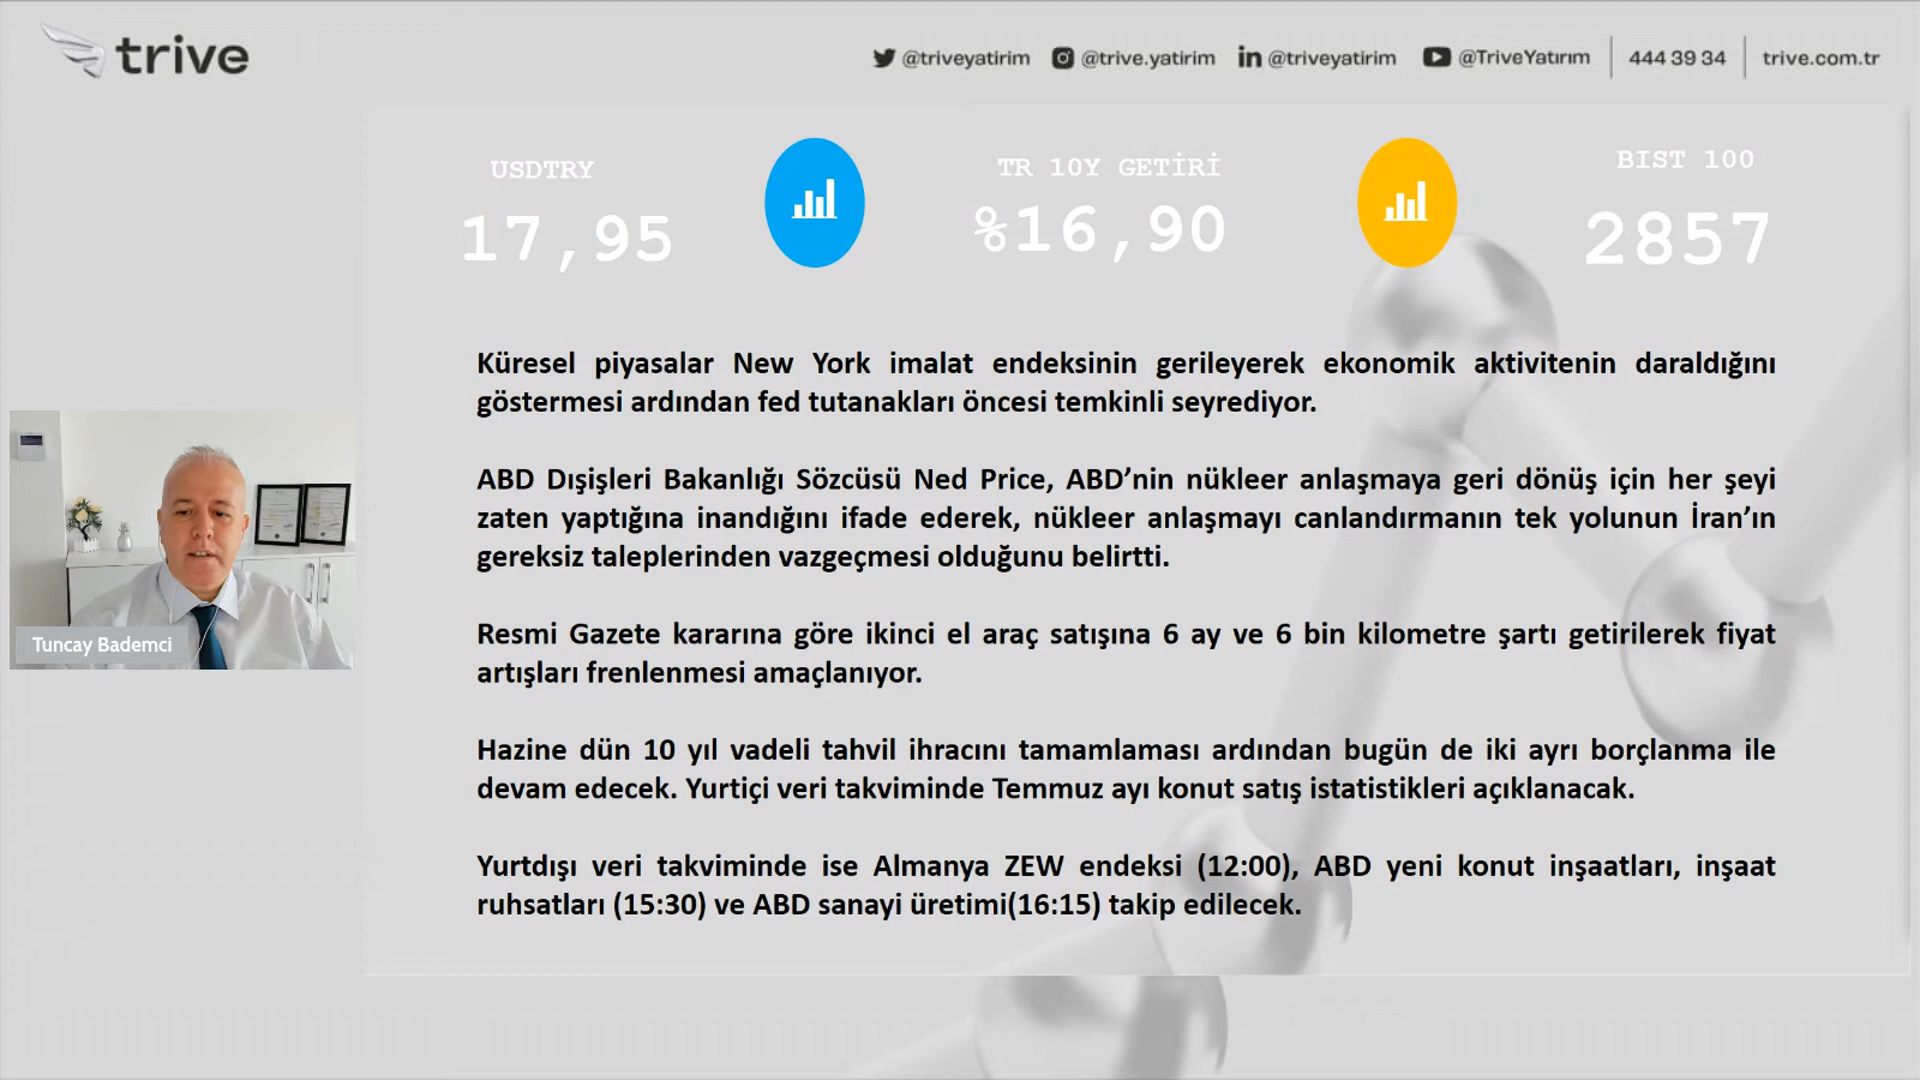 trive
@triveyatirim @trive.yatirim @triveyatirim @TriveYatırım 444 39 34 trive.com.tr
USDTRY
17,95
TR 10Y GETİRİ
%16,90
BIST 100
2857
Küresel piyasalar New York imalat endeksinin gerileyerek ekonomik aktivitenin daraldığını
göstermesi ardından fed tutanakları öncesi temkinli seyrediyor.
ABD Dışişleri Bakanlığı Sözcüsü Ned Price, ABD’nin nükleer anlaşmaya geri dönüş için her şeyi
zaten yaptığına inandığını ifade ederek, nükleer anlaşmayı canlandırmanın tek yolunun İran’ın
gereksiz taleplerinden vazgeçmesi olduğunu belirtti.
Resmi Gazete kararına göre ikinci el araç satışına 6 ay ve 6 bin kilometre şartı getirilerek fiyat
artışları frenlenmesi amaçlanıyor.
Hazine dün 10 yıl vadeli tahvil ihracını tamamlaması ardından bugün de iki ayrı borçlanma ile
devam edecek. Yurtiçi veri takviminde Temmuz ayı konut satış istatistikleri açıklanacak.
Yurtdışı veri takviminde ise Almanya ZEW endeksi (12:00), ABD yeni konut inşaatları, inşaat
ruhsatları (15:30) ve ABD sanayi üretimi(16:15) takip edilecek.
Tuncay Bademci